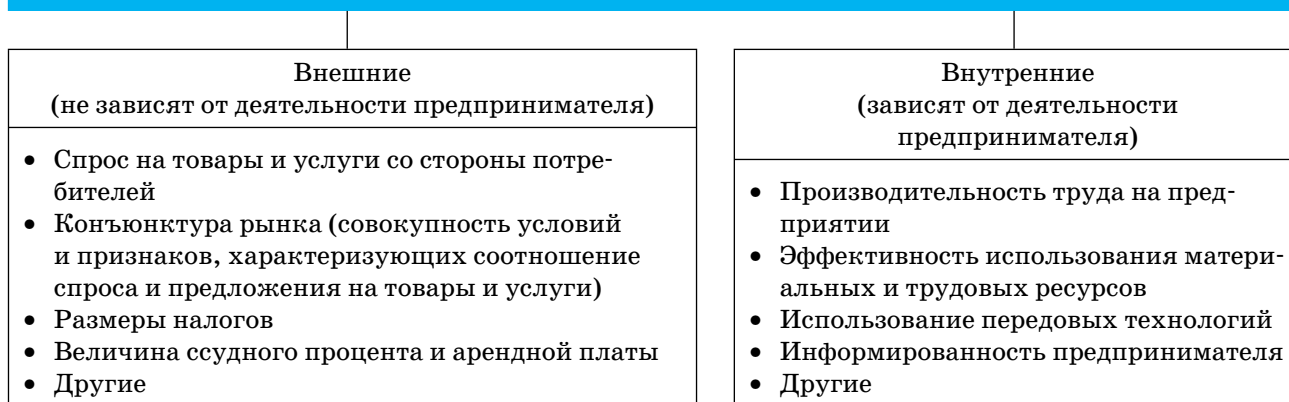 Внешние
(не зависят от деятельности предпринимателя)
• Спрос на товары и услуги со стороны потре-
бителей
• Конъюнктура рынка (совокупность условий
и признаков, характеризующих соотношение
спроса и предложения на товары и услуги)
• Размеры налогов
• Величина ссудного процента и арендной платы
• Другие
Внутренние
(зависят от деятельности
предпринимателя)
• Производительность труда на пред-
приятии
• Эффективность использования матери-
альных и трудовых ресурсов
• Использование передовых технологий
• Информированность предпринимателя
• Другие